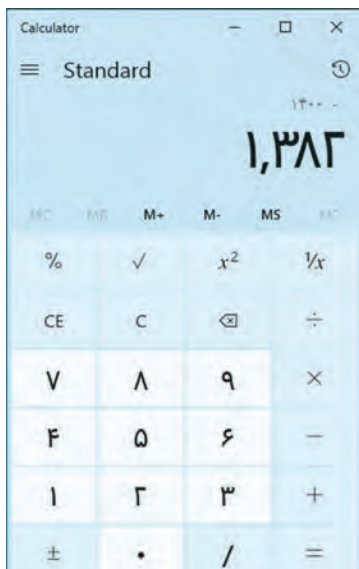 Calculator
Standard
۱۴۰۰ -
۱,۳۸۲
MC MR M+ M- MS M˅
% √ x² ¹/x
CE C ⌫ ÷
۷ ۸ ۹ ×
۴ ۵ ۶ −
۱ ۲ ۳ +
± ۰ / =